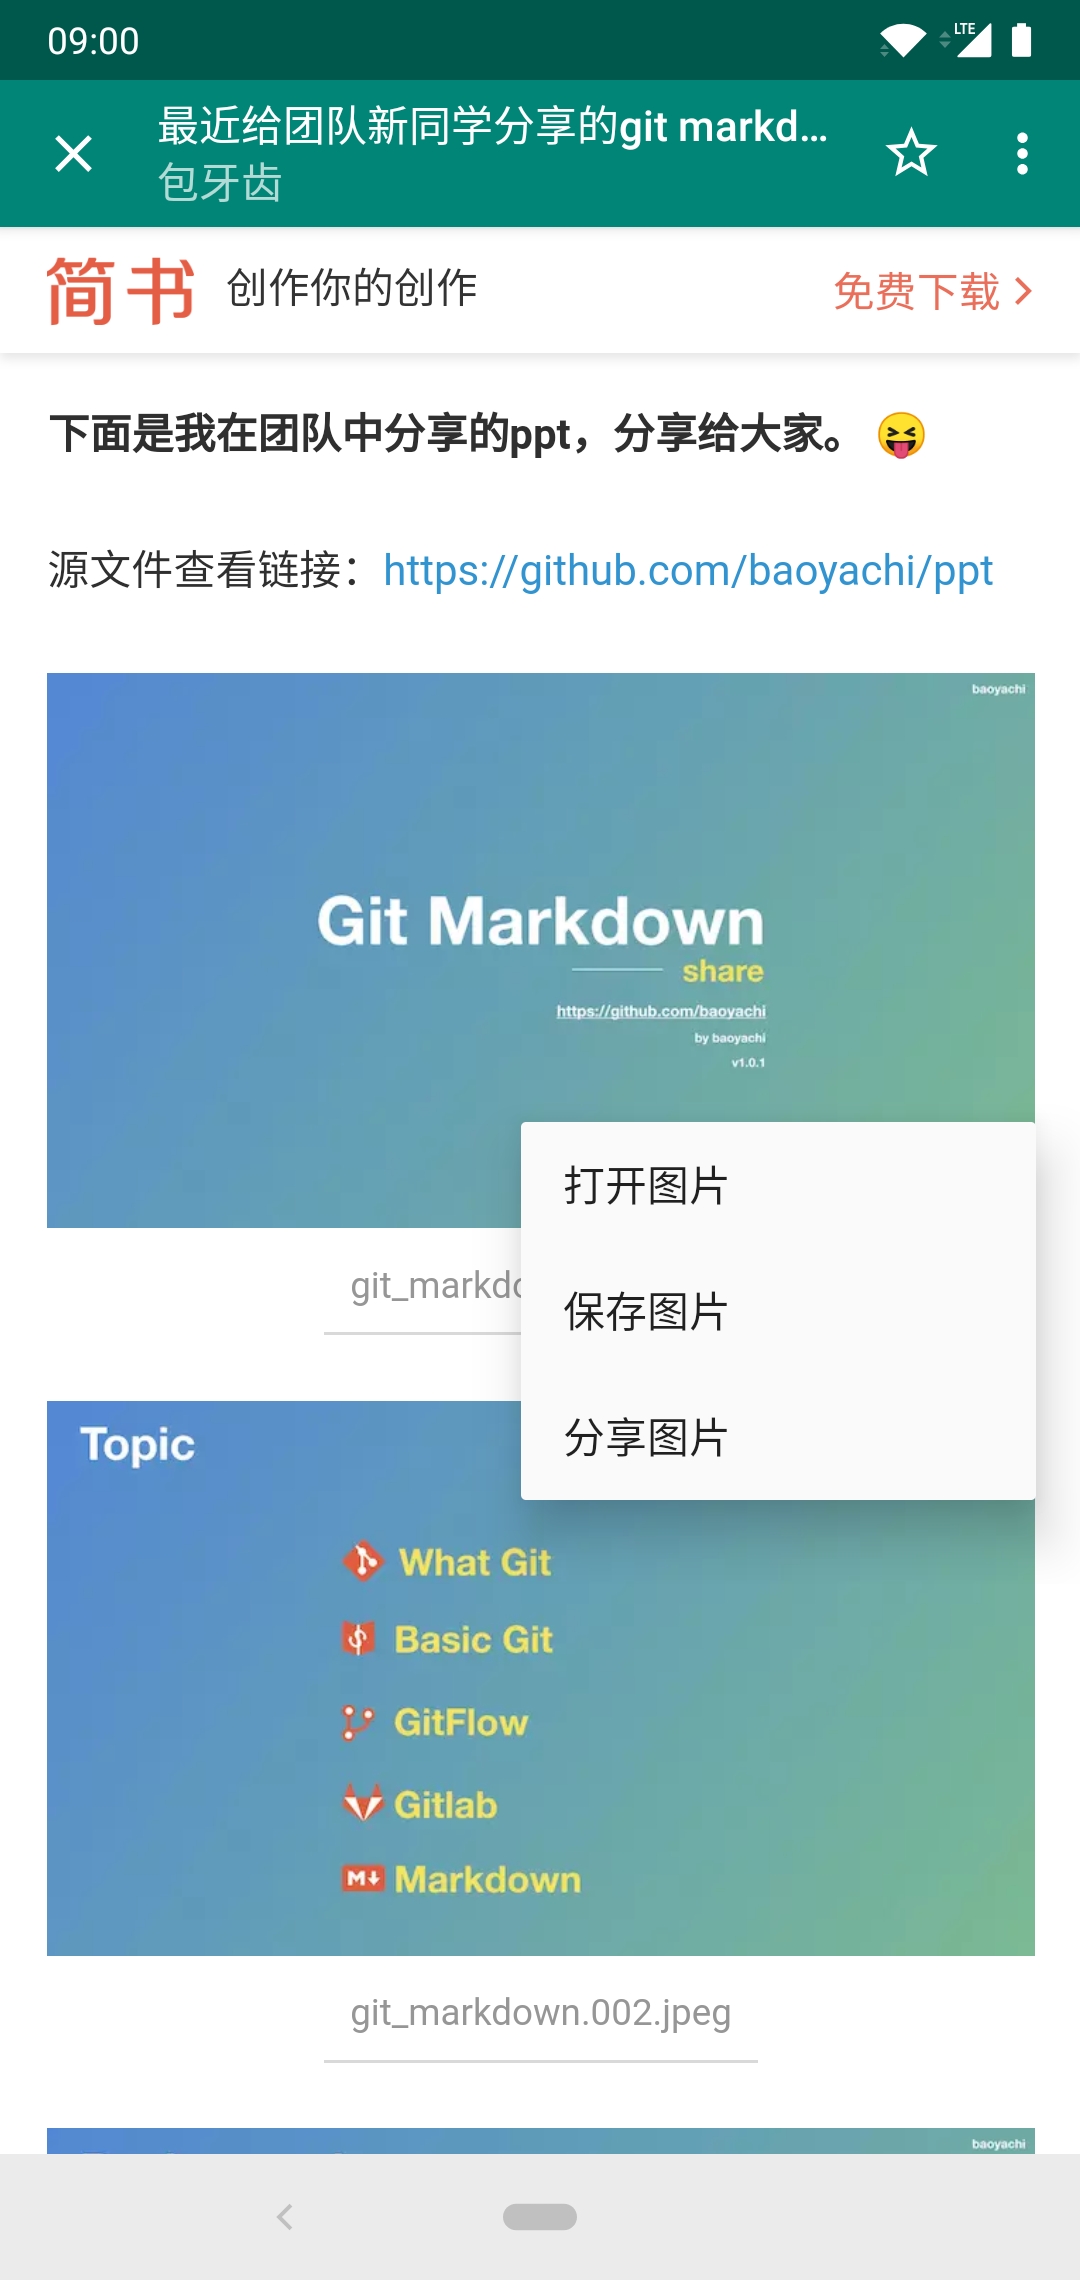 09:00
LTE
最近给团队新同学分享的git markd…
包牙齿
简书 创作你的创作
免费下载
下面是我在团队中分享的ppt，分享给大家。 😝
源文件查看链接：https://github.com/baoyachi/ppt
baoyachi
Git Markdown
share
https://github.com/baoyachi
by baoyachi
v1.0.1
打开图片
保存图片
分享图片
git_markdo
Topic
What Git
Basic Git
GitFlow
Gitlab
M Markdown
git_markdown.002.jpeg
baoyachi